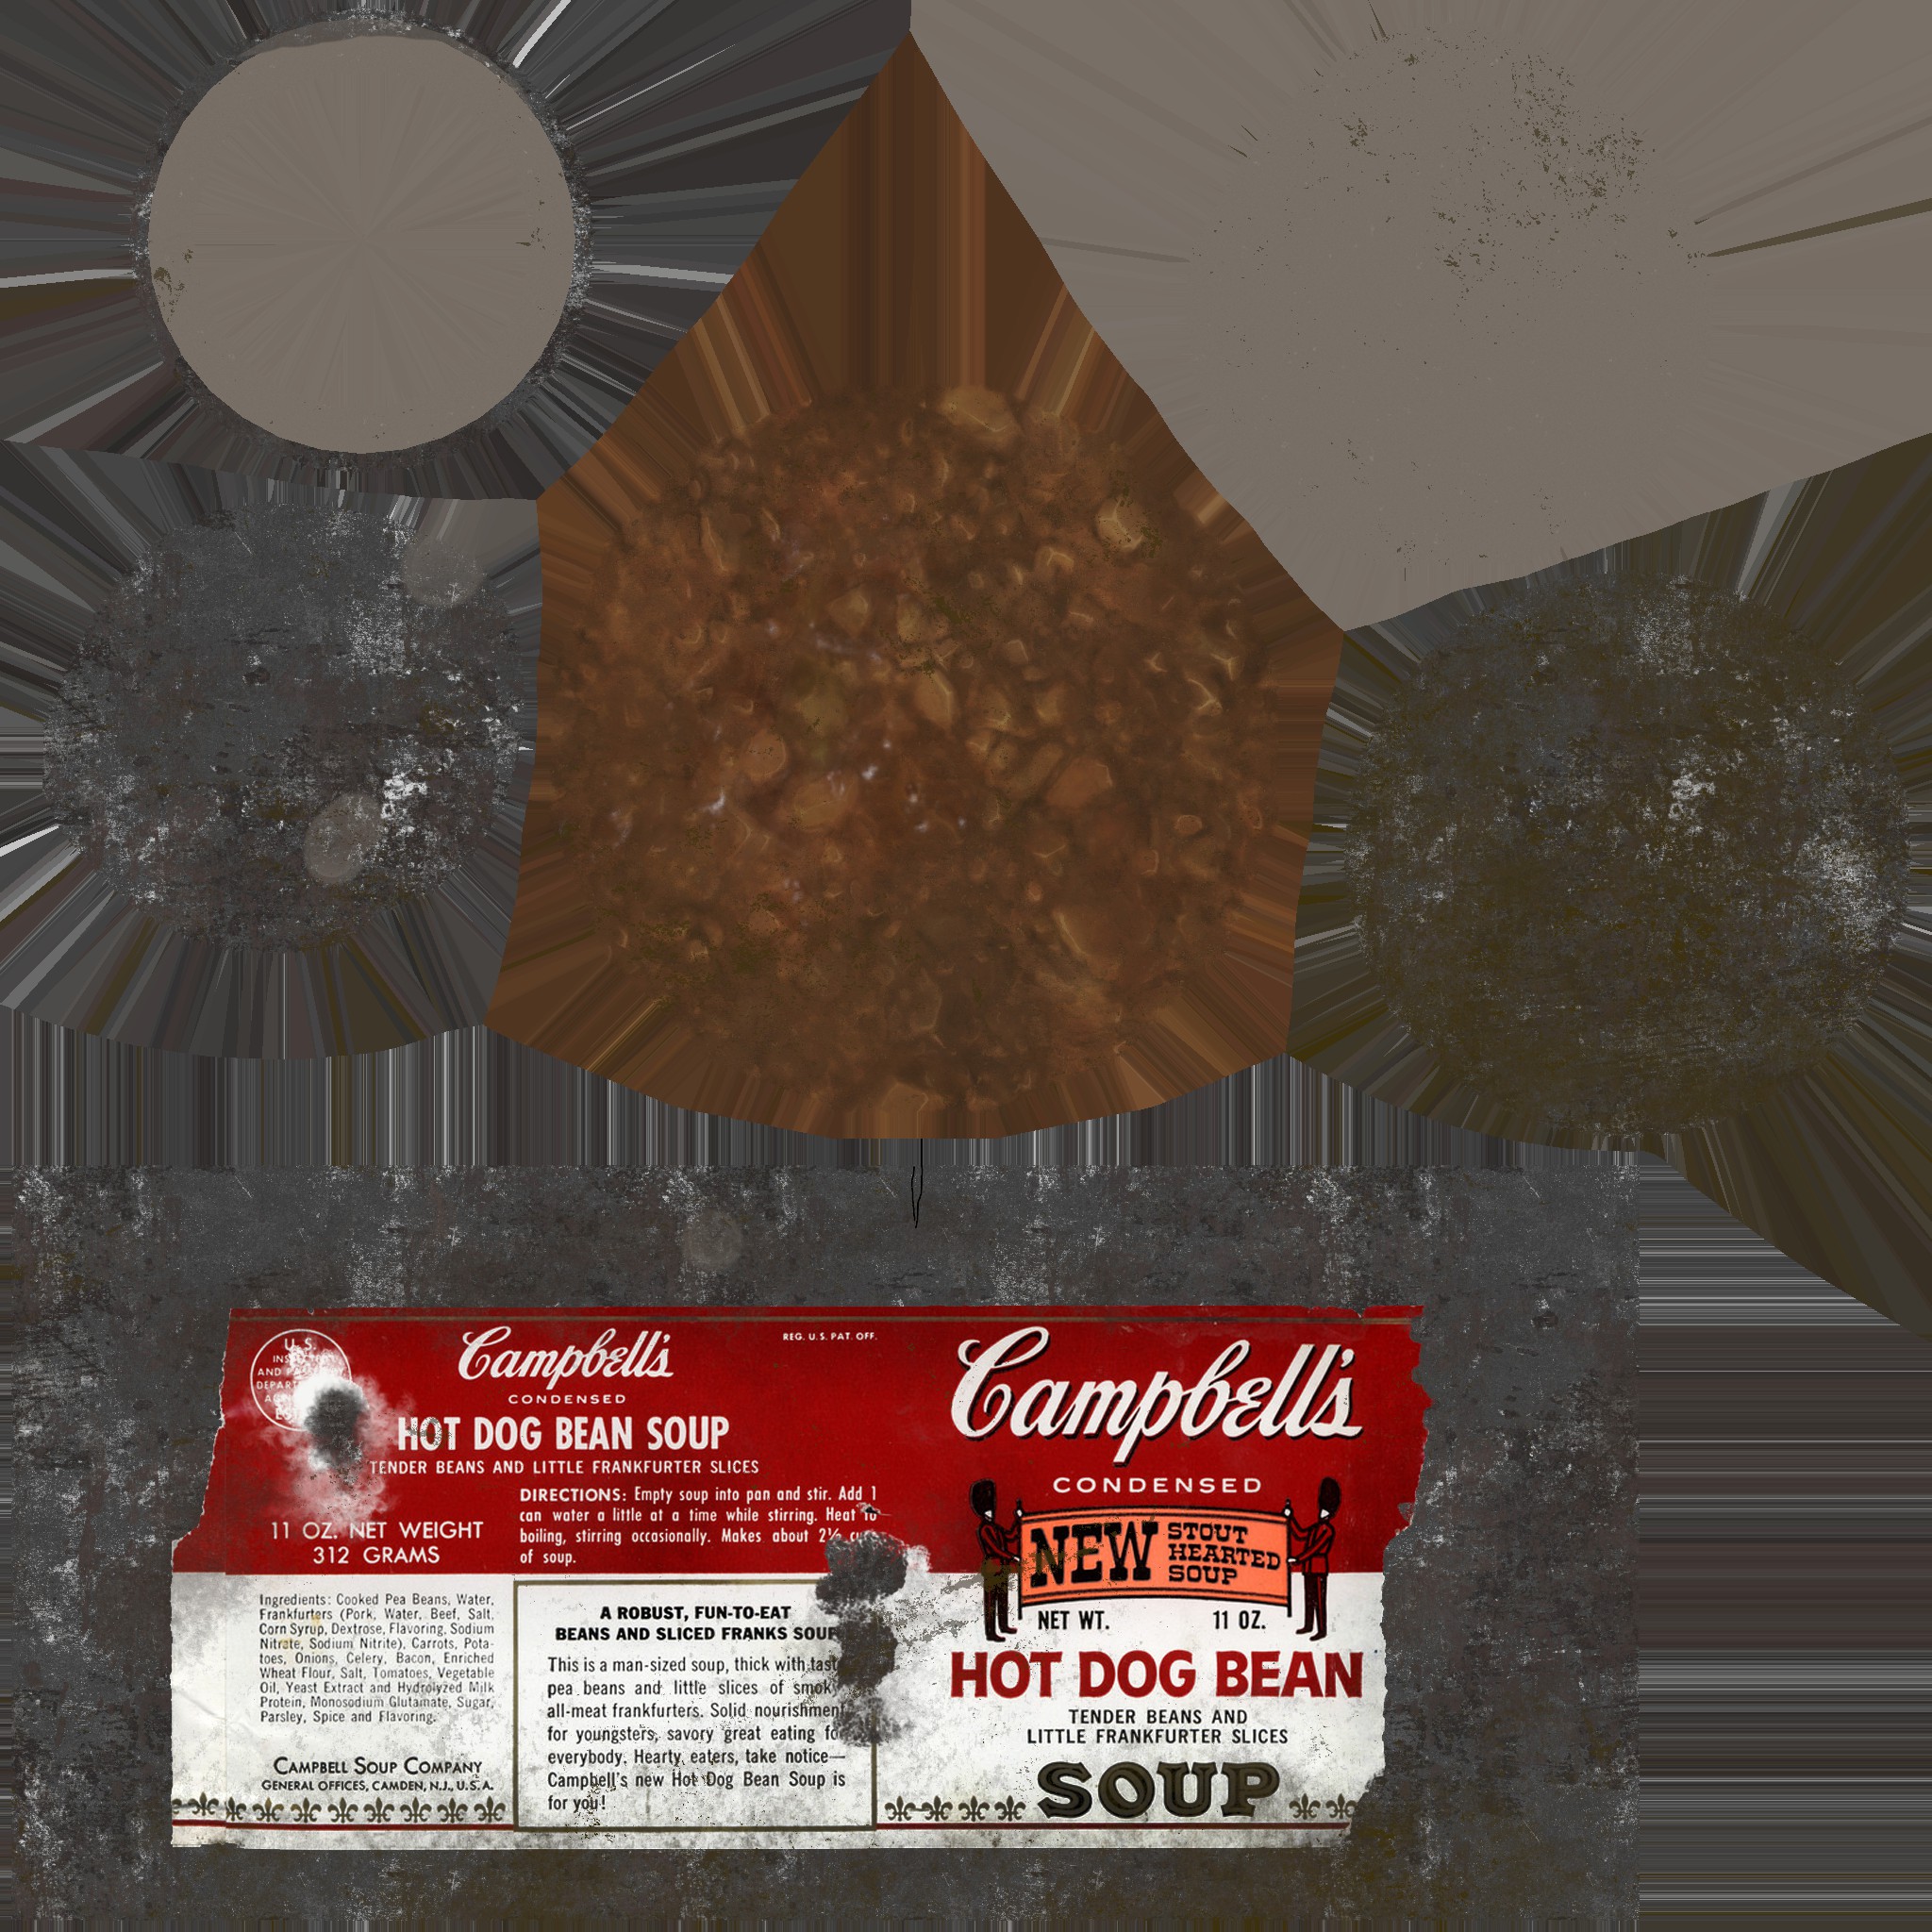 U.S.
AND
Campbell's
CONDENSED
HOT DOG BEAN SOUP
TENDER BEANS AND LITTLE FRANKFURTER SLICES
DIRECTIONS: Empty soup into pan and stir. Add 1
can water a little at a time while stirring. Heat to
boiling, stirring occasionally. Makes about 2½
of soup.
11 OZ. NET WEIGHT
312 GRAMS
Ingredients: Cooked Pea Beans, Water,
Frankfurters (Pork, Water, Beef, Salt,
Corn Syrup, Dextrose, Flavoring, Sodium
Nitrate, Sodium Nitrite), Carrots, Pota-
toes, Onions, Celery, Bacon, Enriched
Wheat Flour, Salt, Tomatoes, Vegetable
Oil, Yeast Extract and Hydrolyzed Milk
Protein, Monosodium Glutamate, Sugar,
Parsley, Spice and Flavoring.
CAMPBELL SOUP COMPANY
GENERAL OFFICES, CAMDEN, N.J., U.S.A.
A ROBUST, FUN-TO-EAT
BEANS AND SLICED FRANKS SOUP
This is a man-sized soup, thick with
pea beans and little slices of
all-meat frankfurters. Solid nourishment
for youngsters, savory great eating for
everybody. Hearty eaters, take notice—
Campbell's new Hot Dog Bean Soup is
for you!
REG. U.S. PAT. OFF.
Campbell's
CONDENSED
NEW STOUT
HEARTED
SOUP
NET WT. 11 OZ.
HOT DOG BEAN
TENDER BEANS AND
LITTLE FRANKFURTER SLICES
SOUP